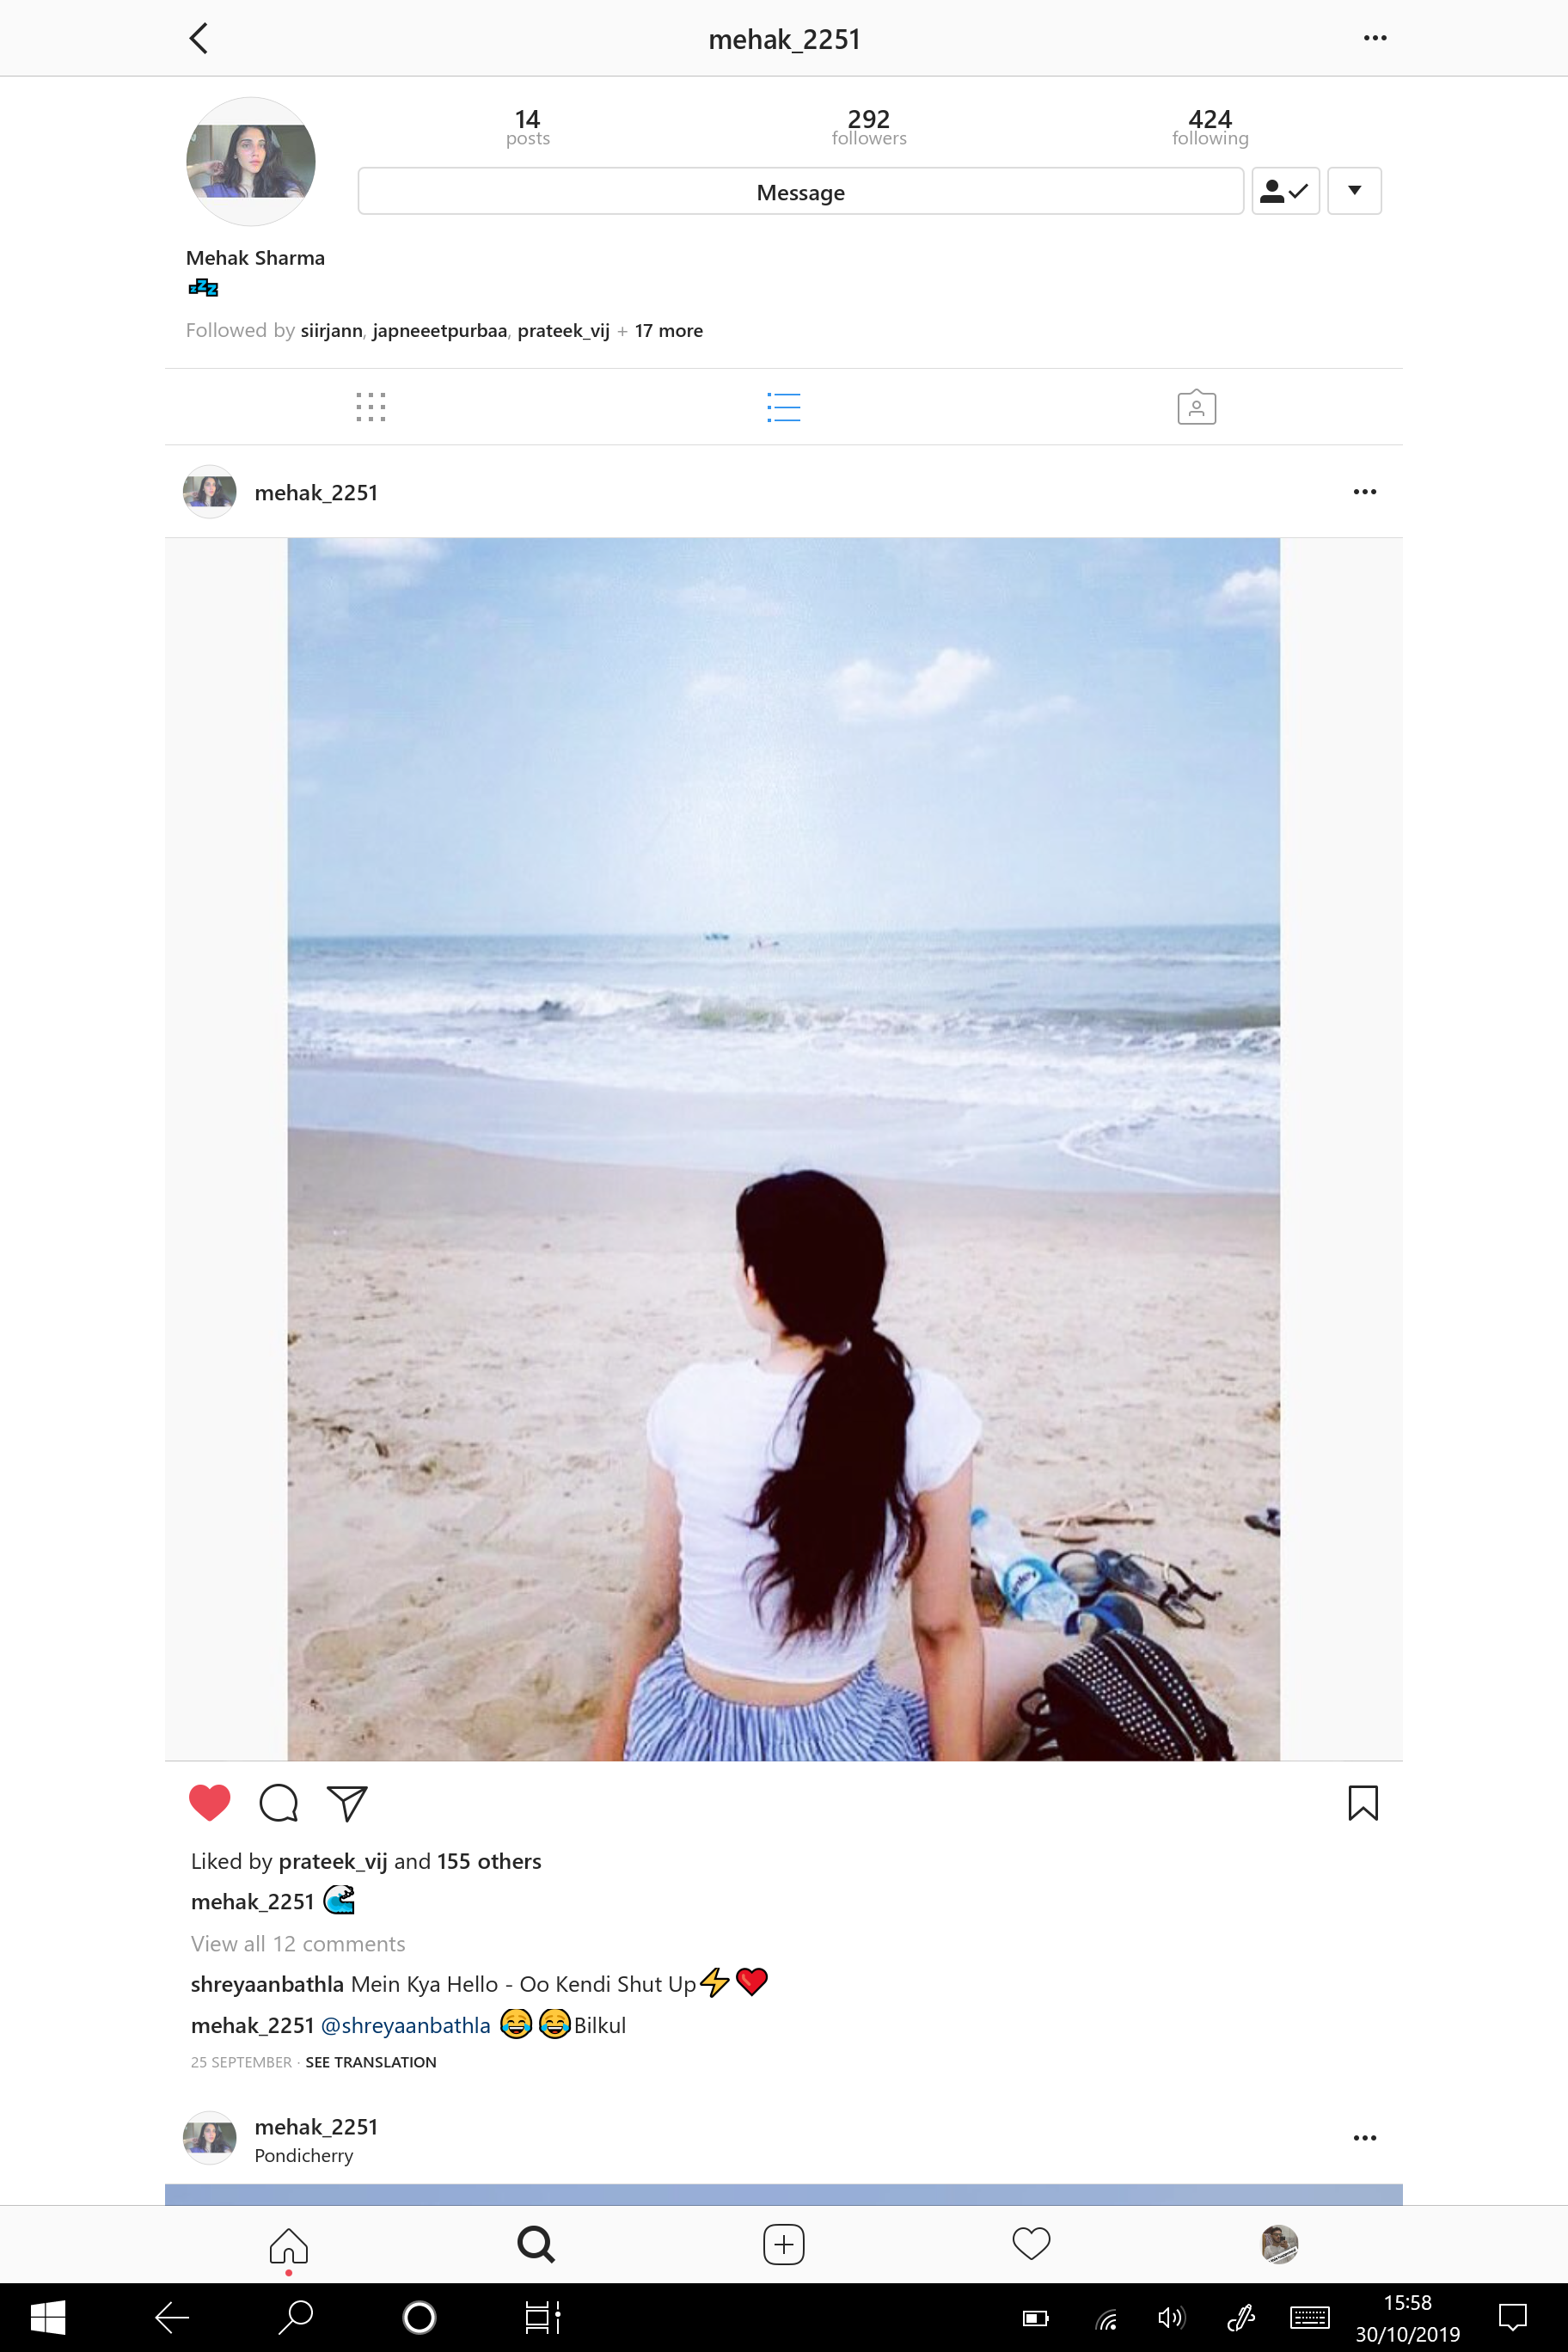 mehak_2251
14 292 424
posts followers following
Message
Mehak Sharma
💤
Followed by siirjann, japneeetpurbaa, prateek_vij + 17 more
mehak_2251
Liked by prateek_vij and 155 others
mehak_2251 🌊
View all 12 comments
shreyaanbathla Mein Kya Hello - Oo Kendi Shut Up⚡❤️
mehak_2251 @shreyaanbathla 😂😂Bilkul
25 SEPTEMBER · SEE TRANSLATION
mehak_2251
Pondicherry
15:58
30/10/2019